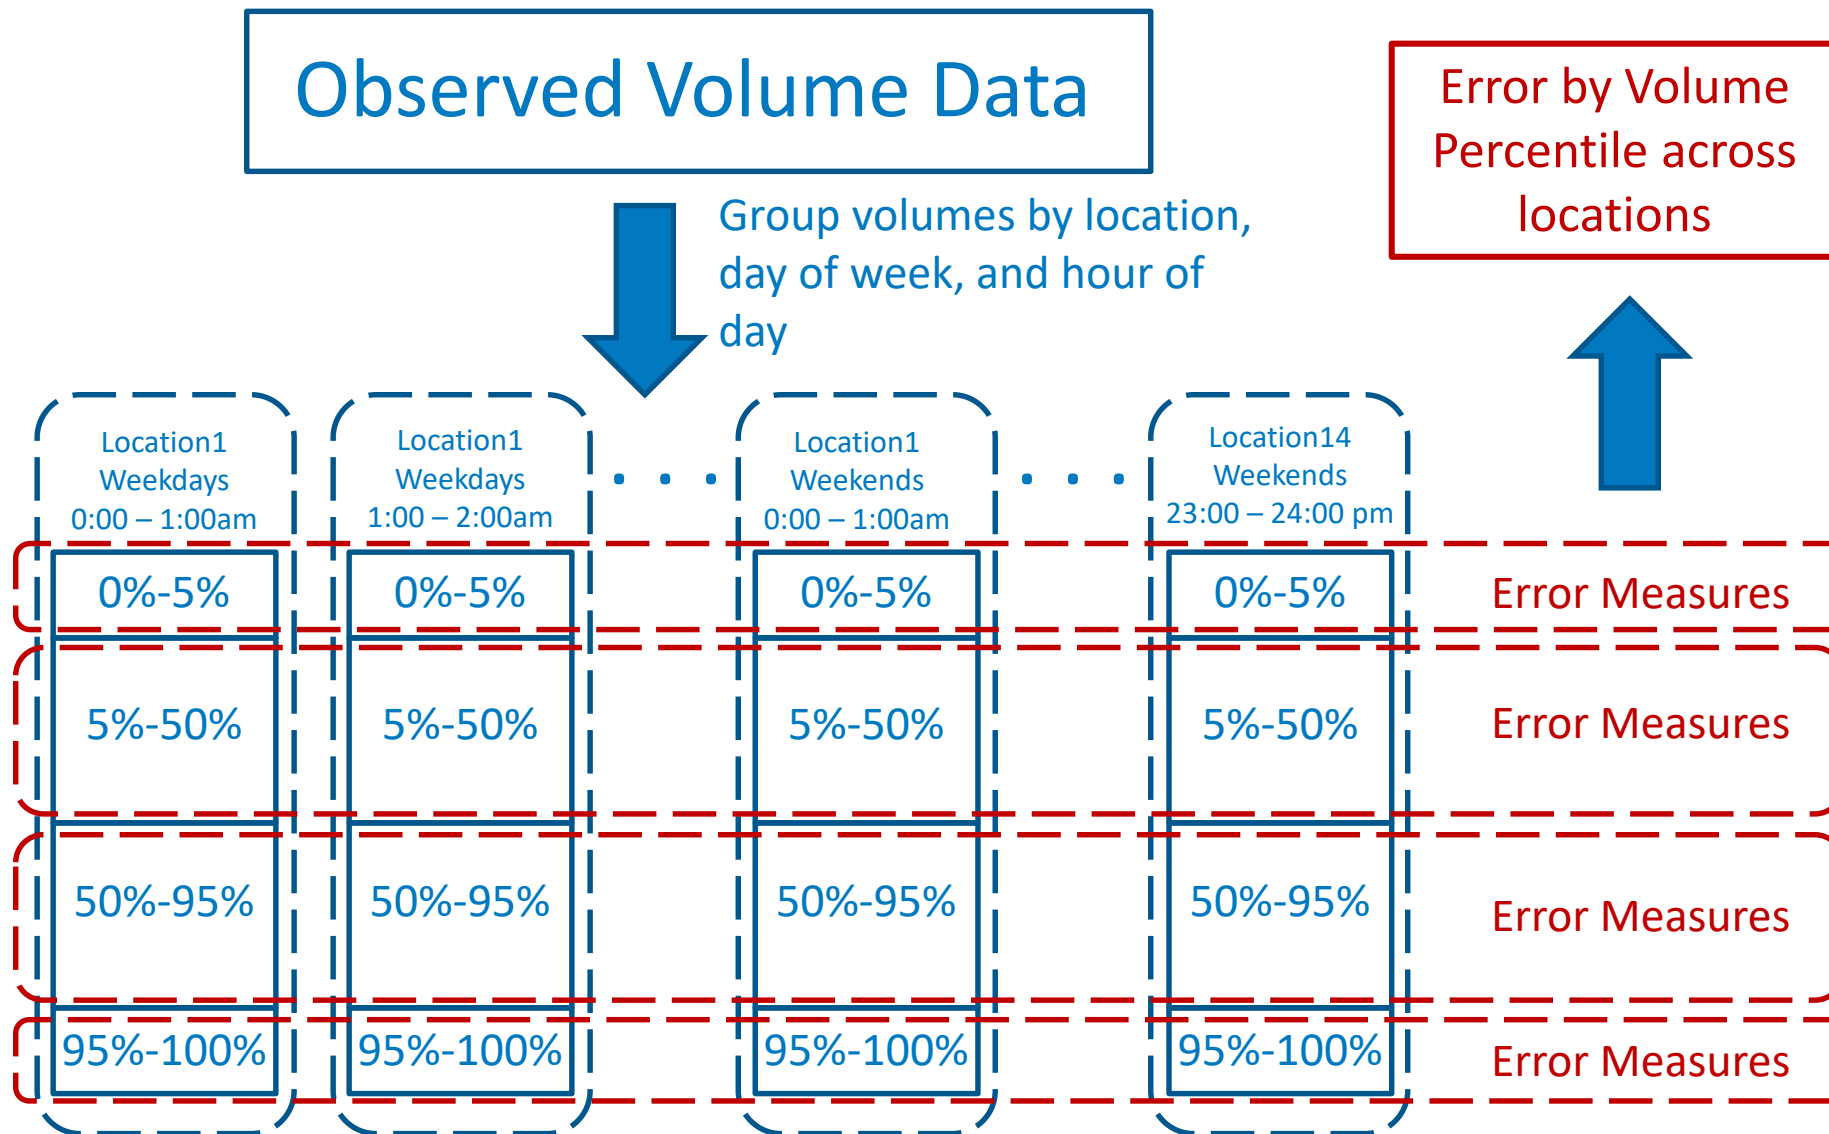 Observed Volume Data
Error by Volume
Percentile across
locations
Group volumes by location,
day of week, and hour of
day
Location1
Weekdays
0:00 – 1:00am
Location1
Weekdays
1:00 – 2:00am
. . .
Location1
Weekends
0:00 – 1:00am
. . .
Location14
Weekends
23:00 – 24:00 pm
0%-5%
0%-5%
0%-5%
0%-5%
Error Measures
5%-50%
5%-50%
5%-50%
5%-50%
Error Measures
50%-95%
50%-95%
50%-95%
50%-95%
Error Measures
95%-100%
95%-100%
95%-100%
95%-100%
Error Measures